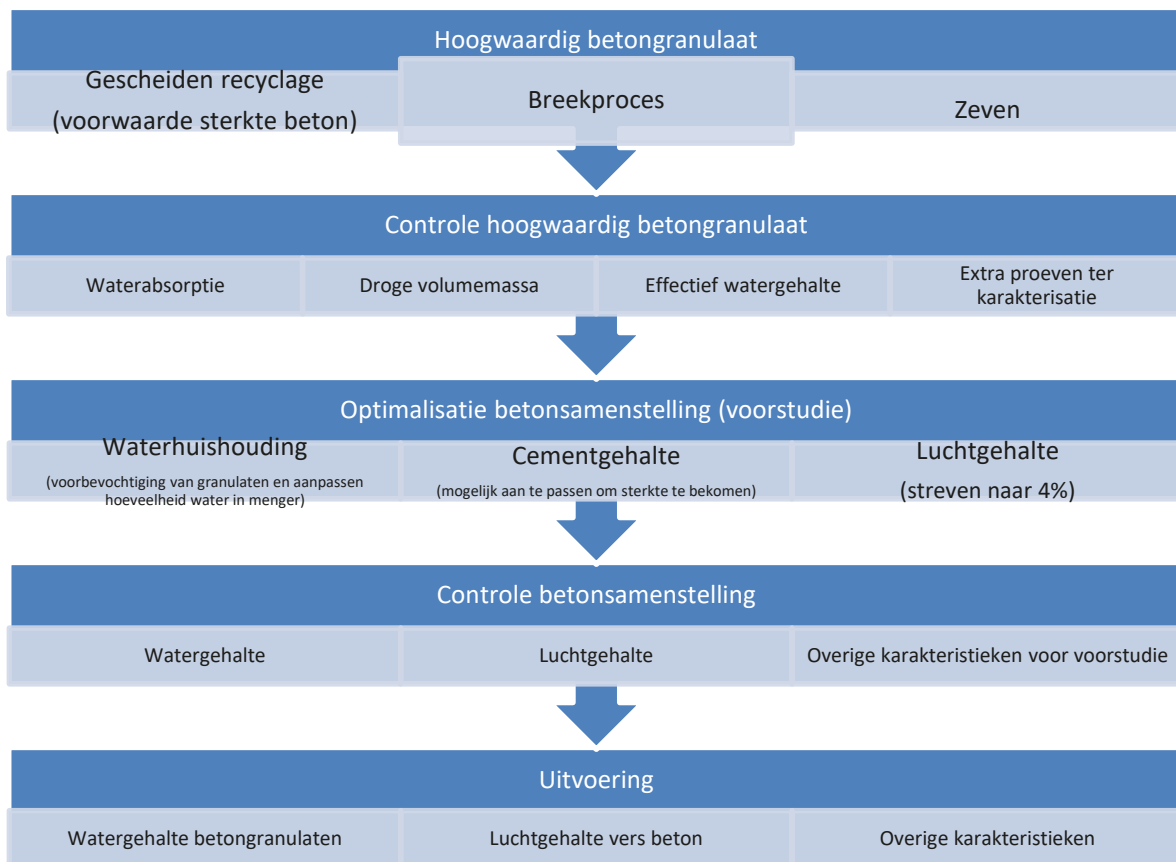 Hoogwaardig betongranulaat
Gescheiden recyclage
(voorwaarde sterkte beton)
Breekproces
Zeven
Controle hoogwaardig betongranulaat
Waterabsorptie
Droge volumemassa
Effectief watergehalte
Extra proeven ter
karakterisatie
Optimalisatie betonsamenstelling (voorstudie)
Waterhuishouding
(voorbevochtiging van granulaten en aanpassen
hoeveelheid water in menger)
Cementgehalte
(mogelijk aan te passen om sterkte te bekomen)
Luchtgehalte
(streven naar 4%)
Controle betonsamenstelling
Watergehalte
Luchtgehalte
Overige karakteristieken voor voorstudie
Uitvoering
Watergehalte betongranulaten
Luchtgehalte vers beton
Overige karakteristieken